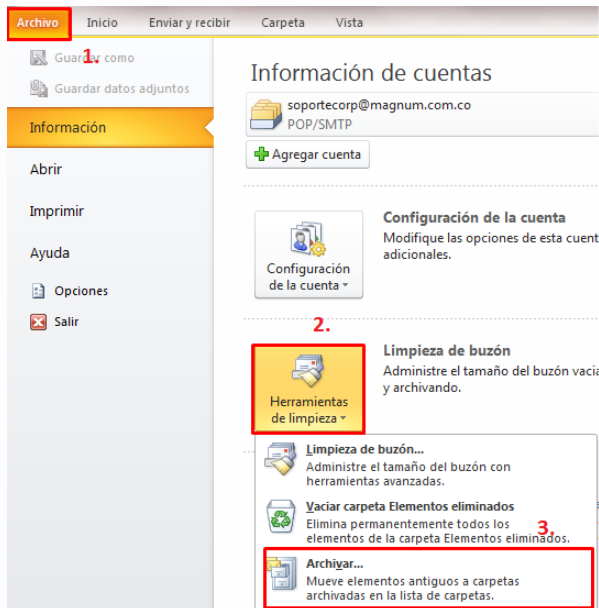 Archivo Inicio Enviar y recibir Carpeta Vista
1.
Guardar como
Guardar datos adjuntos
Información
Abrir
Imprimir
Ayuda
Opciones
Salir
Información de cuentas
soportecorp@magnum.com.co
POP/SMTP
Agregar cuenta
Configuración
de la cuenta
Configuración de la cuenta
Modifique las opciones de esta cuent
adicionales.
2.
Herramientas
de limpieza
Limpieza de buzón
Administre el tamaño del buzón vacia
y archivando.
Limpieza de buzón...
Administre el tamaño del buzón con
herramientas avanzadas.
Vaciar carpeta Elementos eliminados
Elimina permanentemente todos los
elementos de la carpeta Elementos eliminados.
3.
Archivar...
Mueve elementos antiguos a carpetas
archivadas en la lista de carpetas.